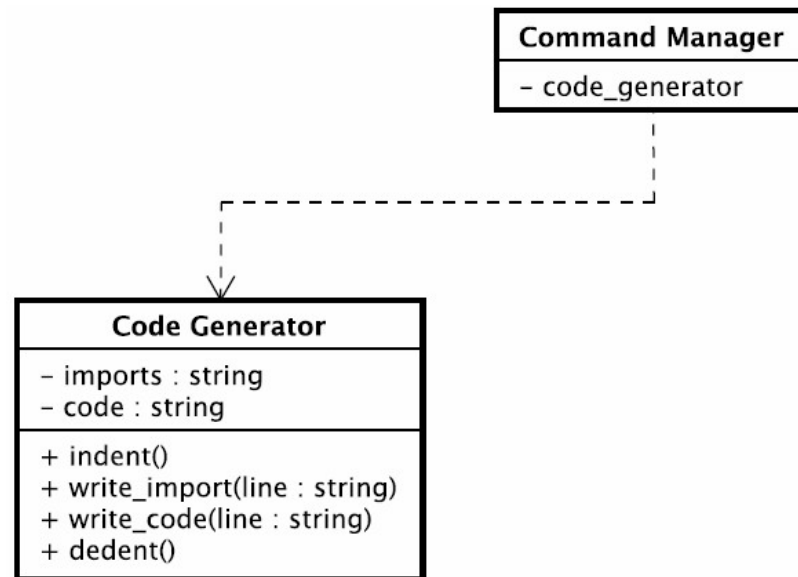 Command Manager
– code_generator
Code Generator
– imports : string
– code : string
+ indent()
+ write_import(line : string)
+ write_code(line : string)
+ dedent()